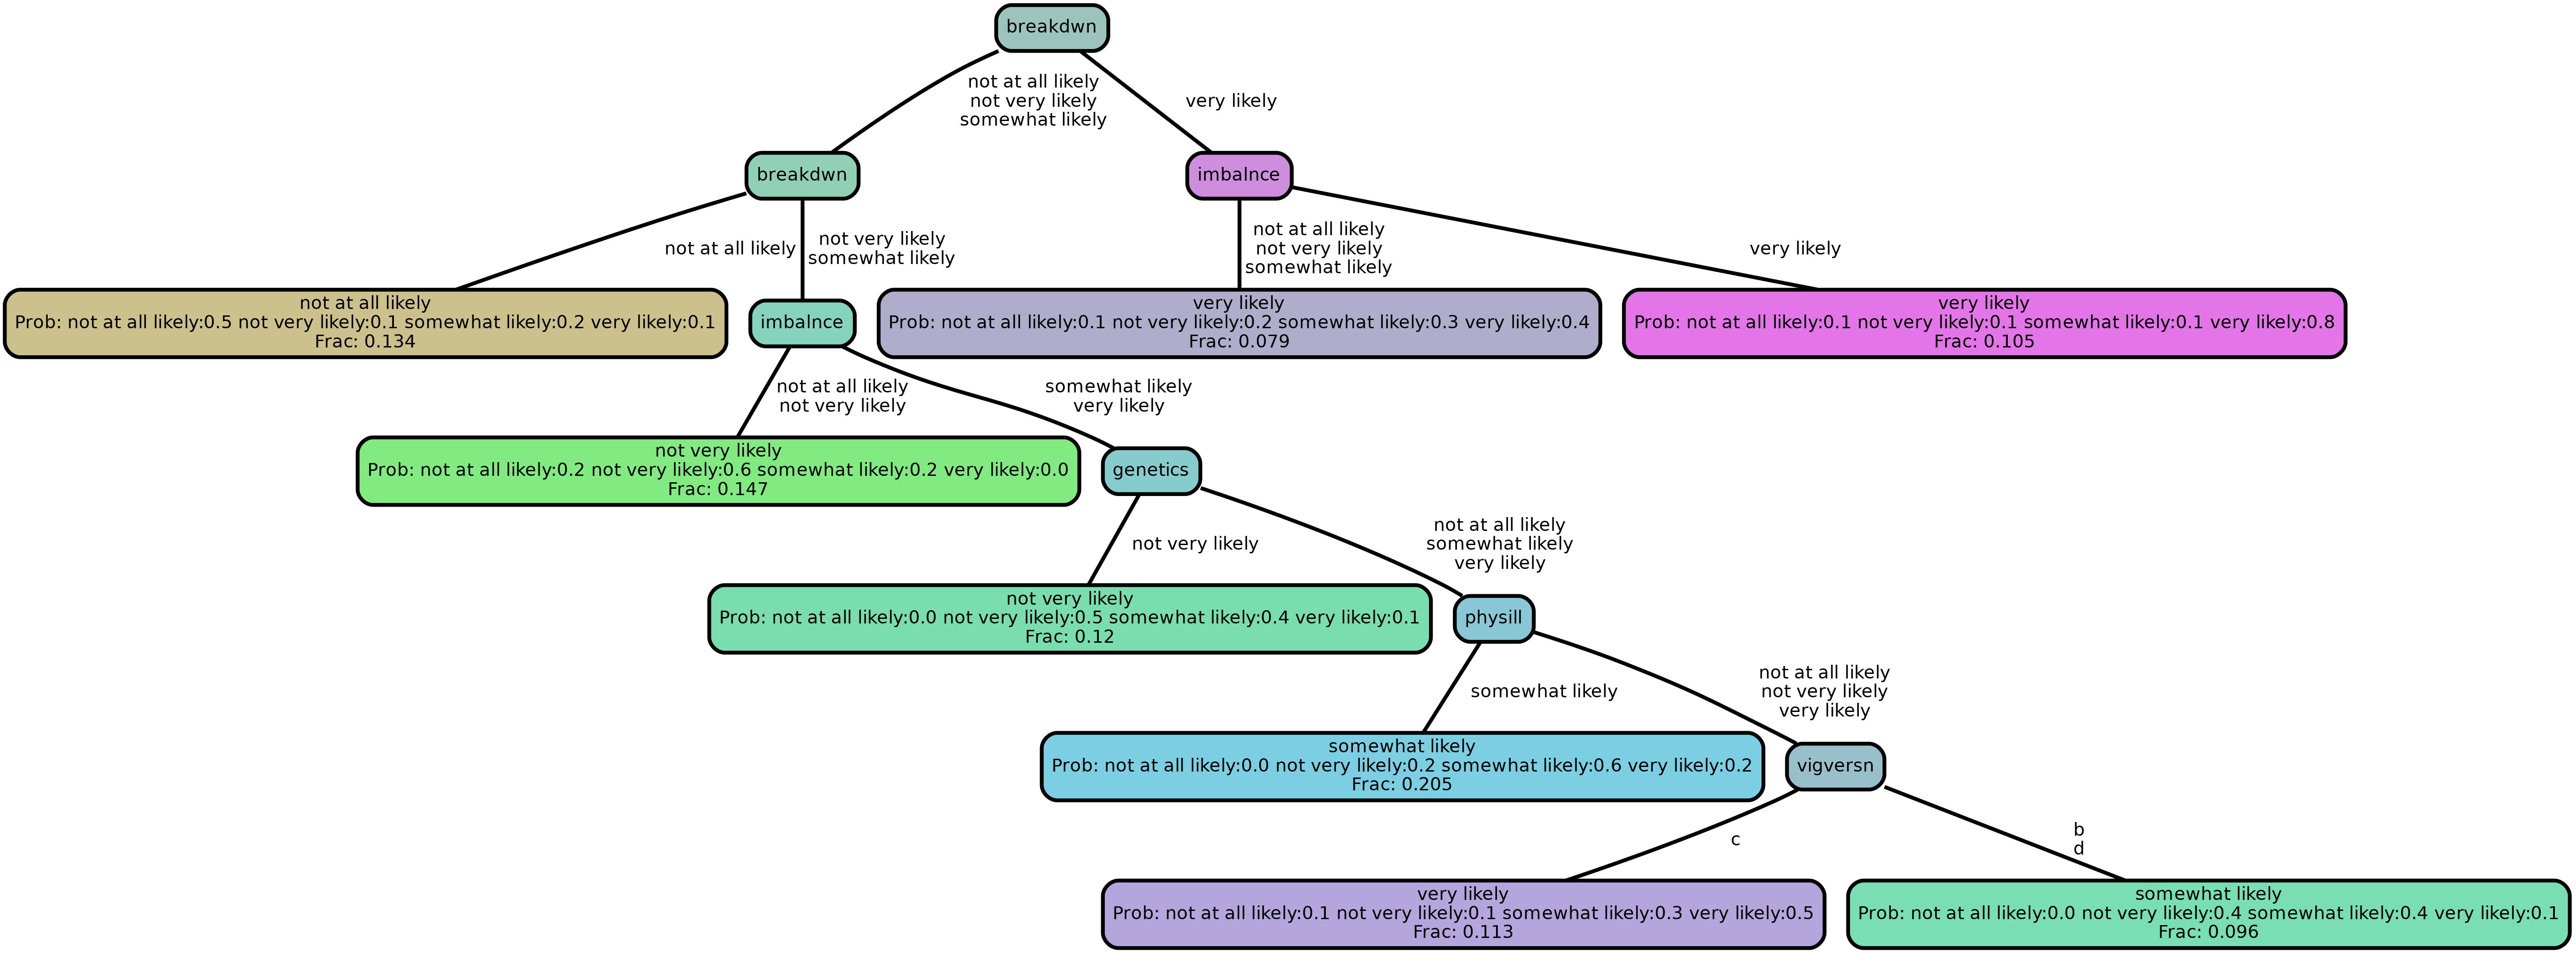 breakdwn
not at all likely
not very likely
somewhat likely
very likely
breakdwn
imbalnce
not at all likely
not very likely
somewhat likely
not at all likely
not very likely
somewhat likely
very likely
not at all likely
Prob: not at all likely:0.5 not very likely:0.1 somewhat likely:0.2 very likely:0.1
Frac: 0.134
imbalnce
very likely
Prob: not at all likely:0.1 not very likely:0.2 somewhat likely:0.3 very likely:0.4
Frac: 0.079
very likely
Prob: not at all likely:0.1 not very likely:0.1 somewhat likely:0.1 very likely:0.8
Frac: 0.105
not at all likely
not very likely
somewhat likely
very likely
not very likely
Prob: not at all likely:0.2 not very likely:0.6 somewhat likely:0.2 very likely:0.0
Frac: 0.147
genetics
not very likely
not at all likely
somewhat likely
very likely
not very likely
Prob: not at all likely:0.0 not very likely:0.5 somewhat likely:0.4 very likely:0.1
Frac: 0.12
physill
somewhat likely
not at all likely
not very likely
very likely
somewhat likely
Prob: not at all likely:0.0 not very likely:0.2 somewhat likely:0.6 very likely:0.2
Frac: 0.205
vigversn
c
b
d
very likely
Prob: not at all likely:0.1 not very likely:0.1 somewhat likely:0.3 very likely:0.5
Frac: 0.113
somewhat likely
Prob: not at all likely:0.0 not very likely:0.4 somewhat likely:0.4 very likely:0.1
Frac: 0.096